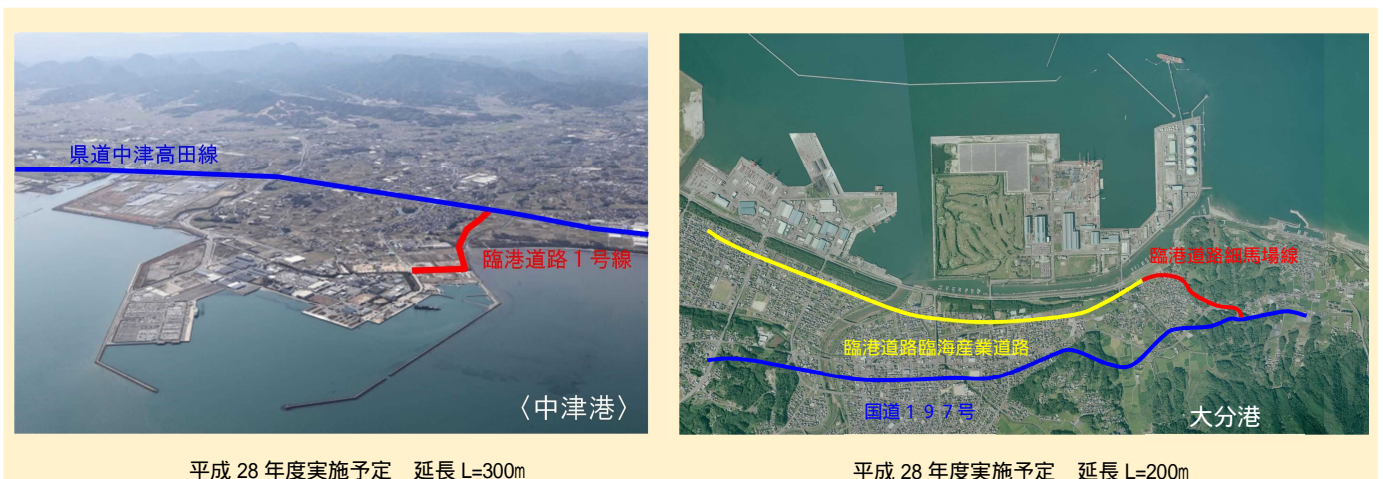 県道中津高田線
臨港道路１号線
〈中津港〉
平成 28 年度実施予定　延長 L=300m
臨港道路細馬場線
臨港道路臨海産業道路
国道１９７号
大分港
平成 28 年度実施予定　延長 L=200m